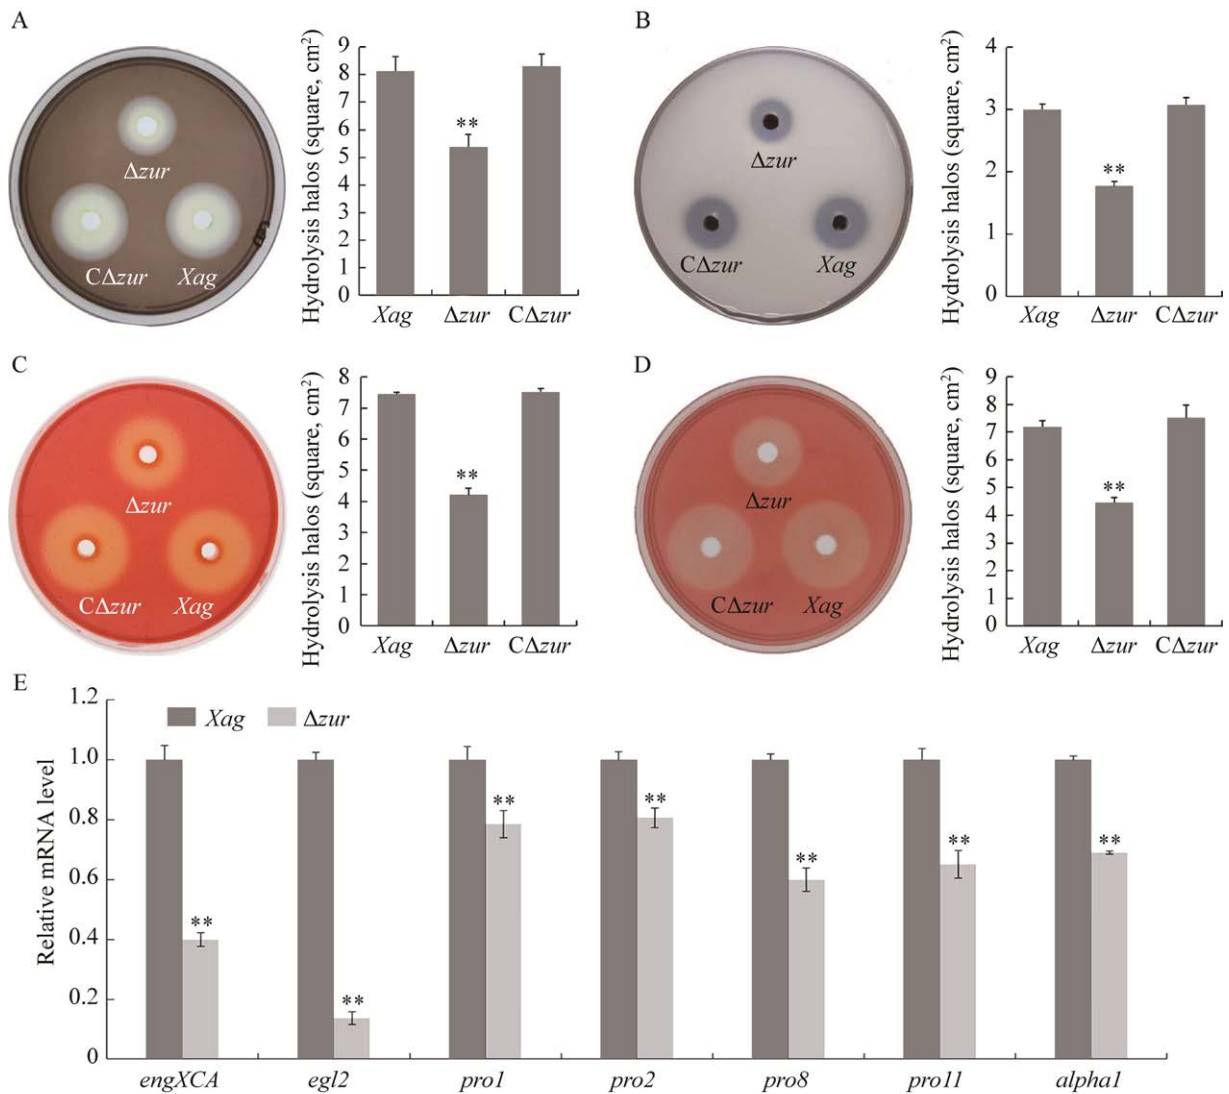 A
Δzur
CΔzur Xag
Hydrolysis halos (square, cm²)
9
8
7
6
5
4
3
2
1
0
**
Xag Δzur CΔzur
B
Δzur
CΔzur Xag
Hydrolysis halos (square, cm²)
4
3
2
1
0
**
Xag Δzur CΔzur
C
Δzur
CΔzur Xag
Hydrolysis halos (square, cm²)
8
7
6
5
4
3
2
1
0
**
Xag Δzur CΔzur
D
Δzur
CΔzur Xag
Hydrolysis halos (square, cm²)
9
8
7
6
5
4
3
2
1
0
**
Xag Δzur CΔzur
E
Relative mRNA level
1.2
1.0
0.8
0.6
0.4
0.2
0
Xag Δzur
**
**
**
**
**
**
**
engXCA egl2 pro1 pro2 pro8 pro11 alpha1